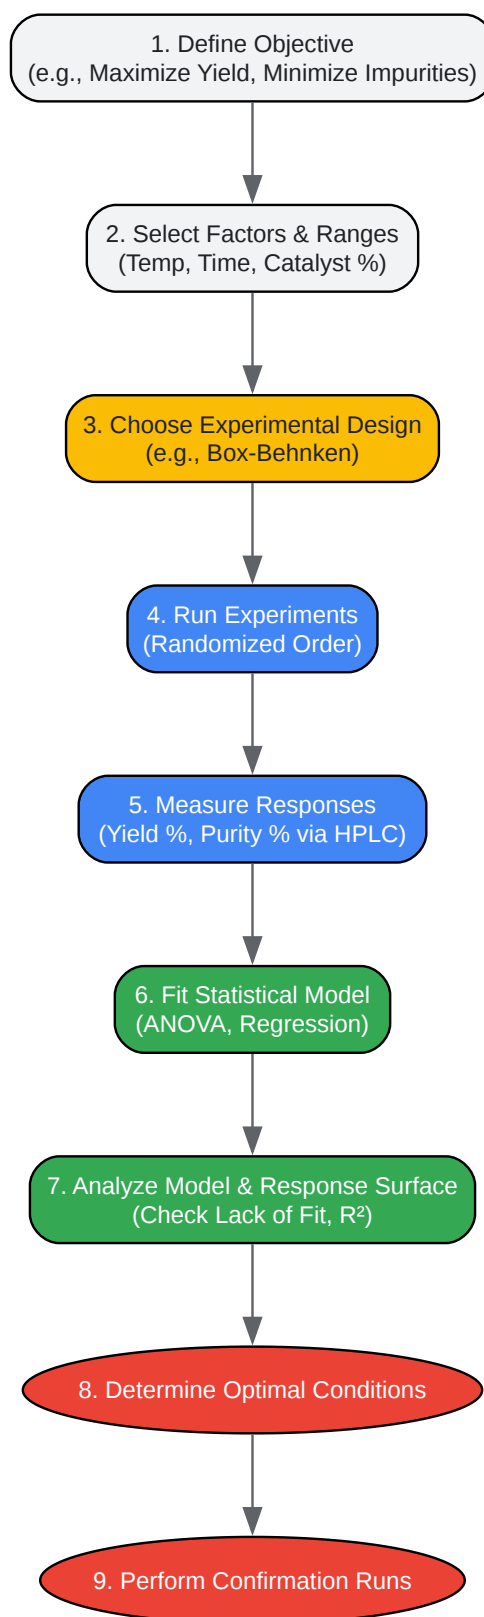 1. Define Objective
(e.g., Maximize Yield, Minimize Impurities)
2. Select Factors & Ranges
(Temp, Time, Catalyst %)
3. Choose Experimental Design
(e.g., Box-Behnken)
4. Run Experiments
(Randomized Order)
5. Measure Responses
(Yield %, Purity % via HPLC)
6. Fit Statistical Model
(ANOVA, Regression)
7. Analyze Model & Response Surface
(Check Lack of Fit, R²)
8. Determine Optimal Conditions
9. Perform Confirmation Runs